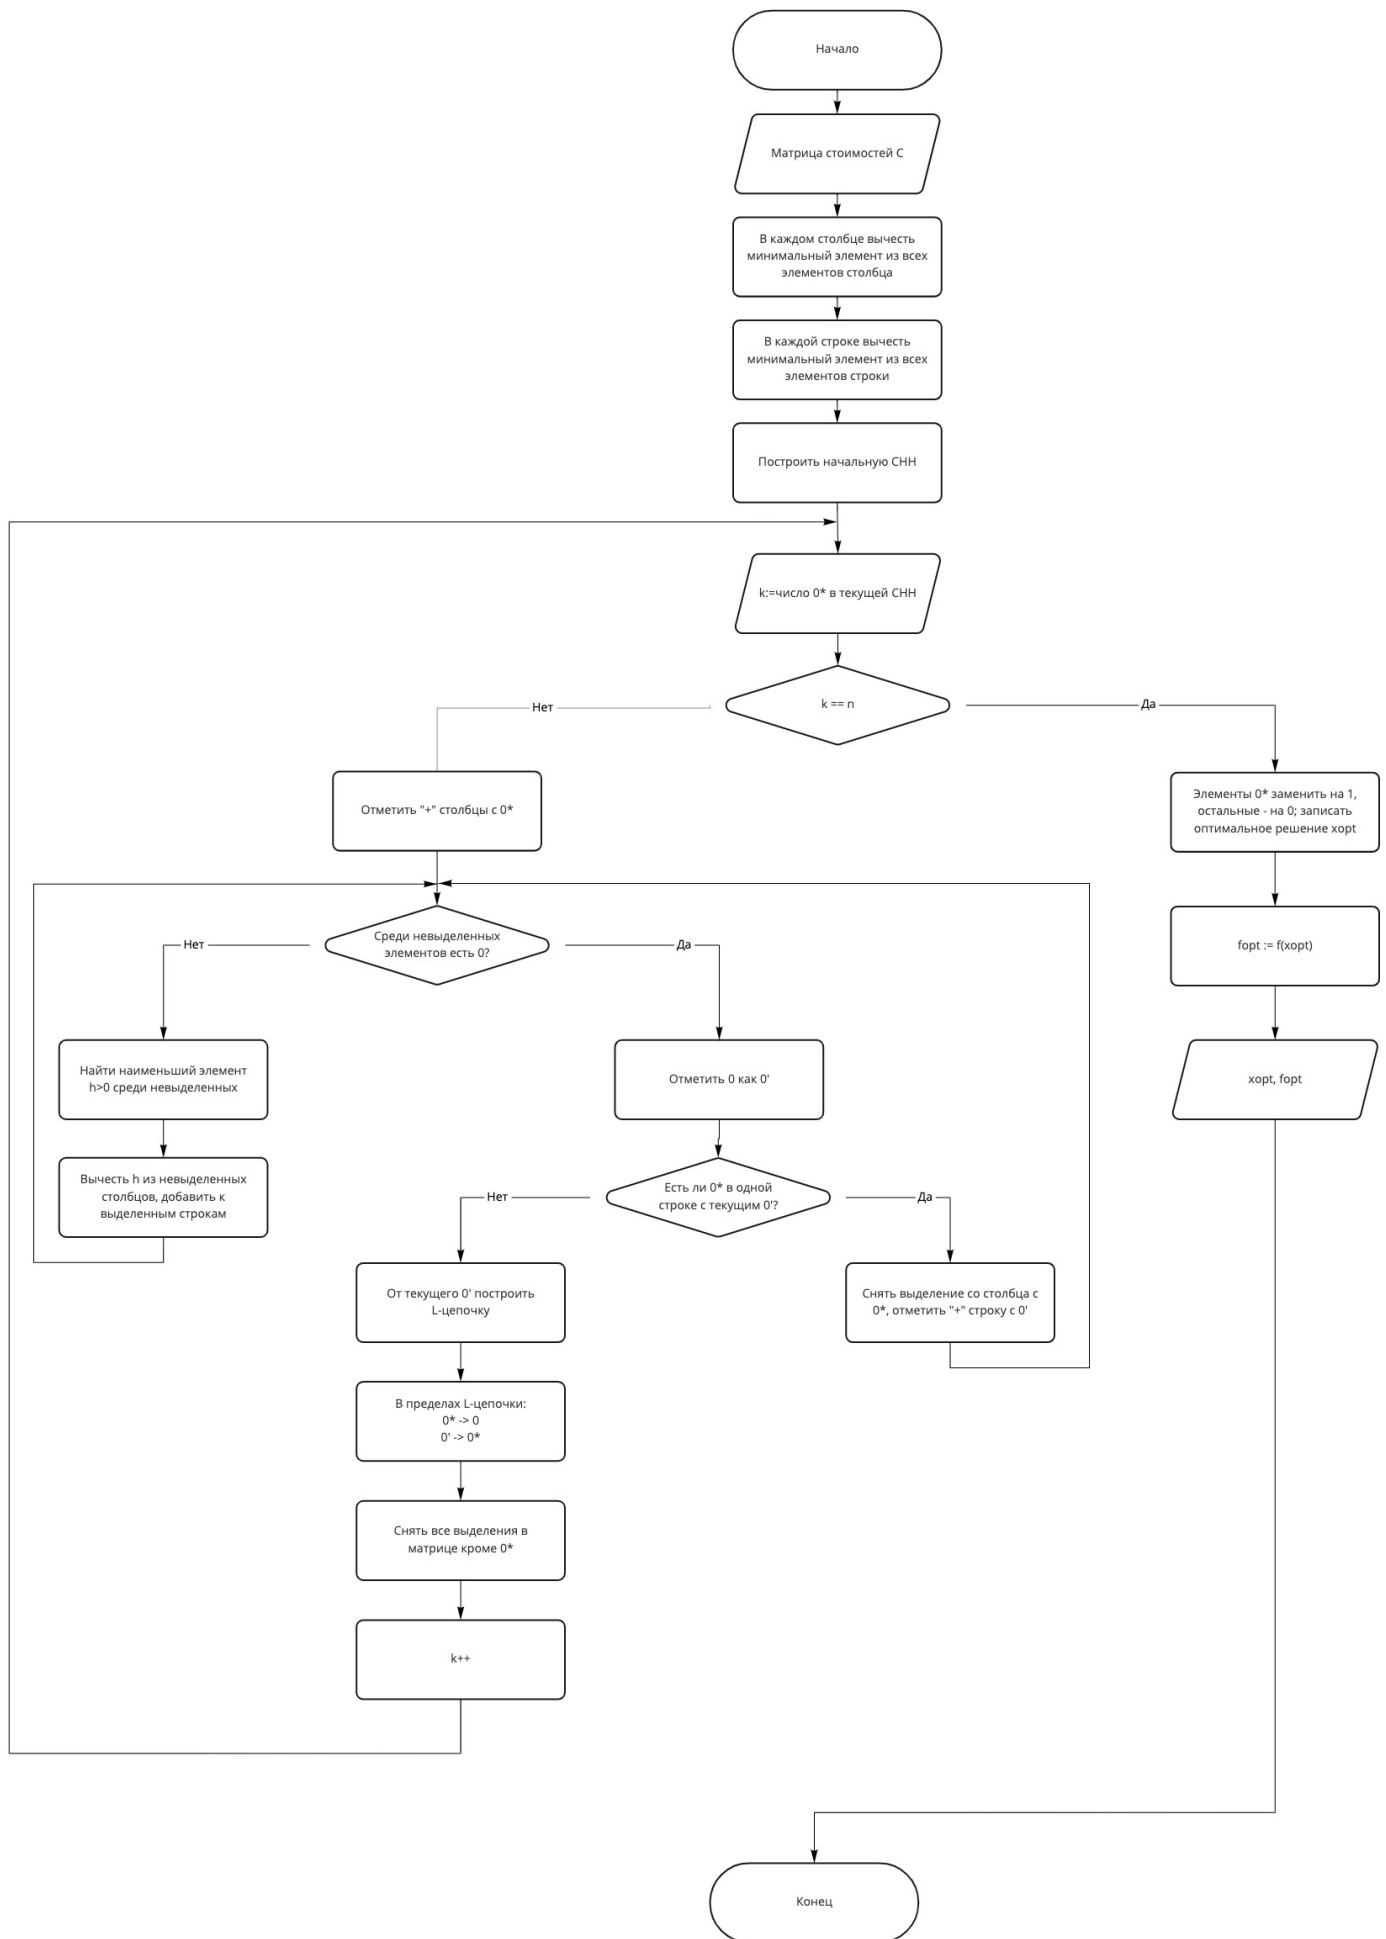 Начало
Матрица стоимостей C
В каждом столбце вычесть
минимальный элемент из всех
элементов столбца
В каждой строке вычесть
минимальный элемент из всех
элементов строки
Построить начальную СНН
k:=число 0* в текущей СНН
k == n
Нет
Да
Отметить "+" столбцы с 0*
Элементы 0* заменить на 1,
остальные - на 0; записать
оптимальное решение xopt
Среди невыделенных
элементов есть 0?
Нет
Да
fopt := f(xopt)
Найти наименьший элемент
h>0 среди невыделенных
Отметить 0 как 0'
xopt, fopt
Вычесть h из невыделенных
столбцов, добавить к
выделенным строкам
Есть ли 0* в одной
строке с текущим 0'?
Нет
Да
От текущего 0' построить
L-цепочку
Снять выделение со столбца с
0*, отметить "+" строку с 0'
В пределах L-цепочки:
0* -> 0
0' -> 0*
Снять все выделения в
матрице кроме 0*
k++
Конец